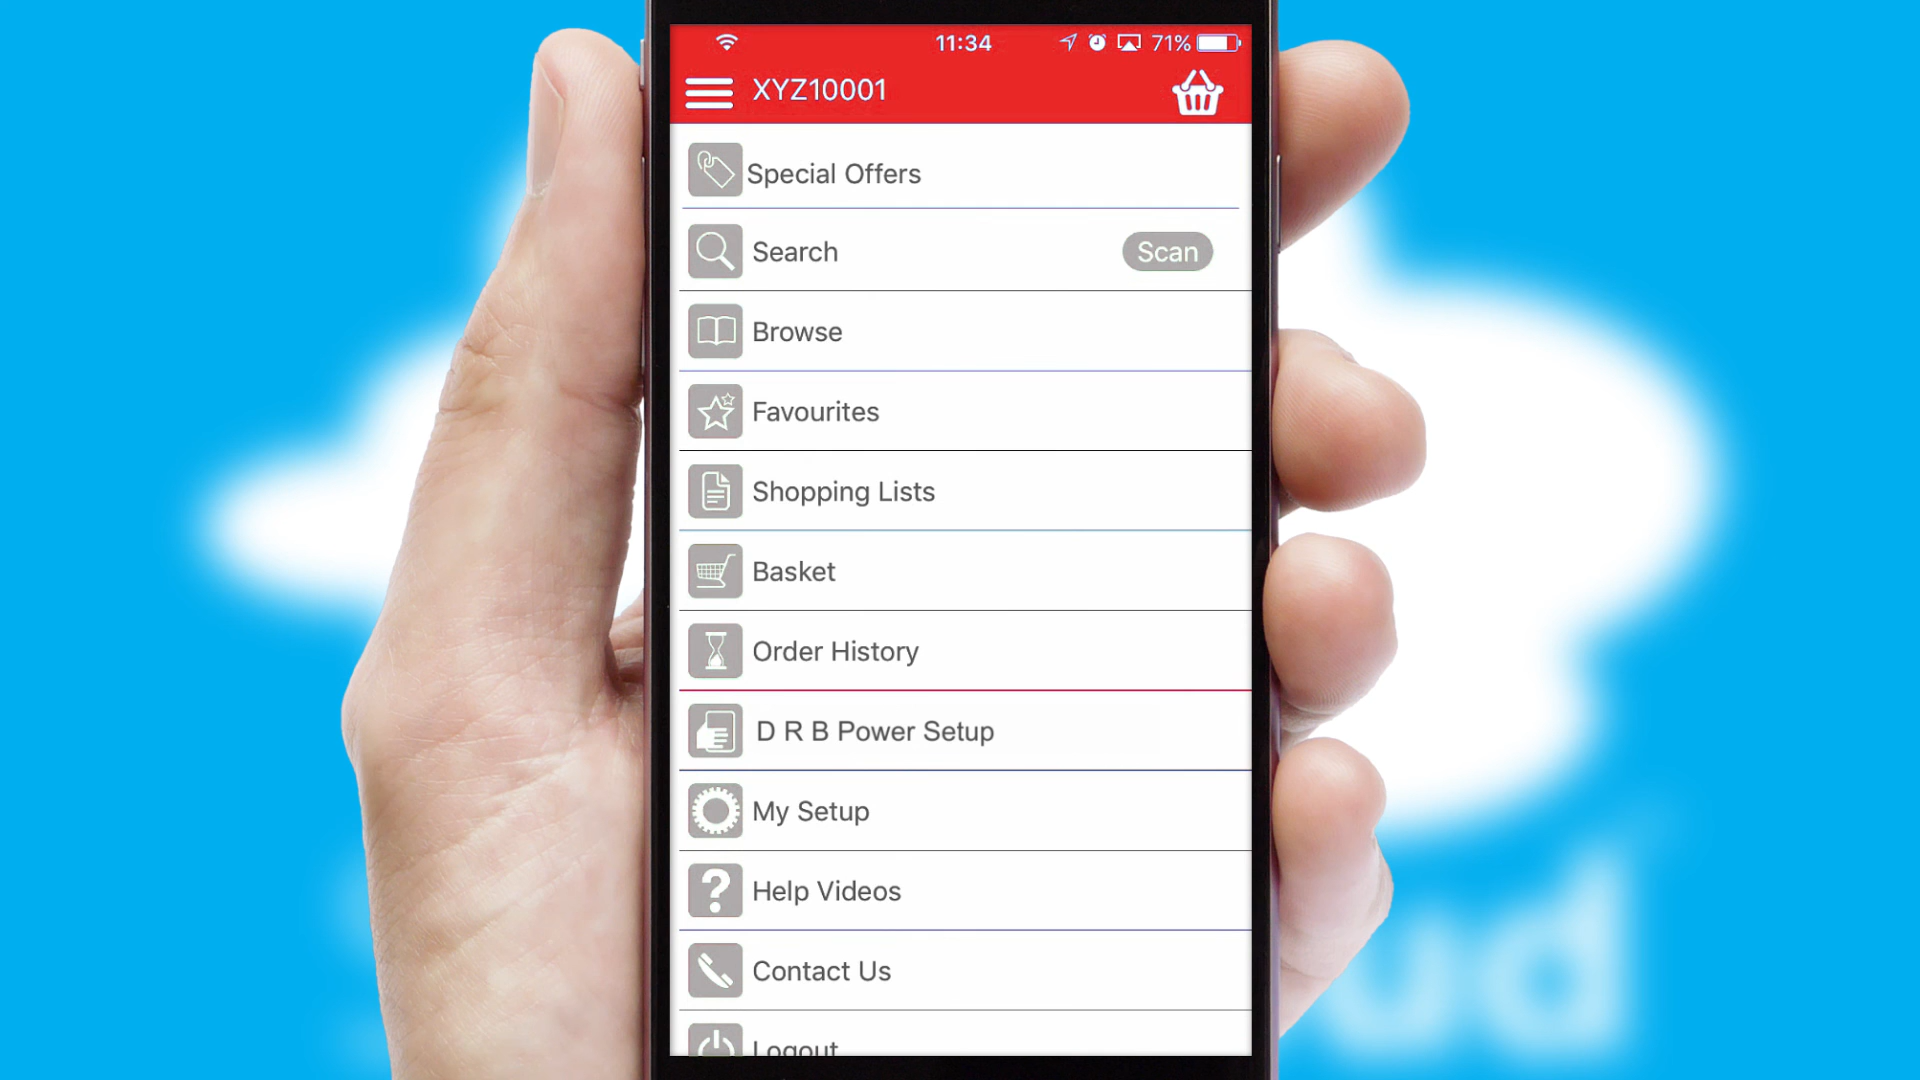 11:34 71%
XYZ10001
Special Offers
Search Scan
Browse
Favourites
Shopping Lists
Basket
Order History
D R B Power Setup
My Setup
Help Videos
Contact Us
Logout
ud